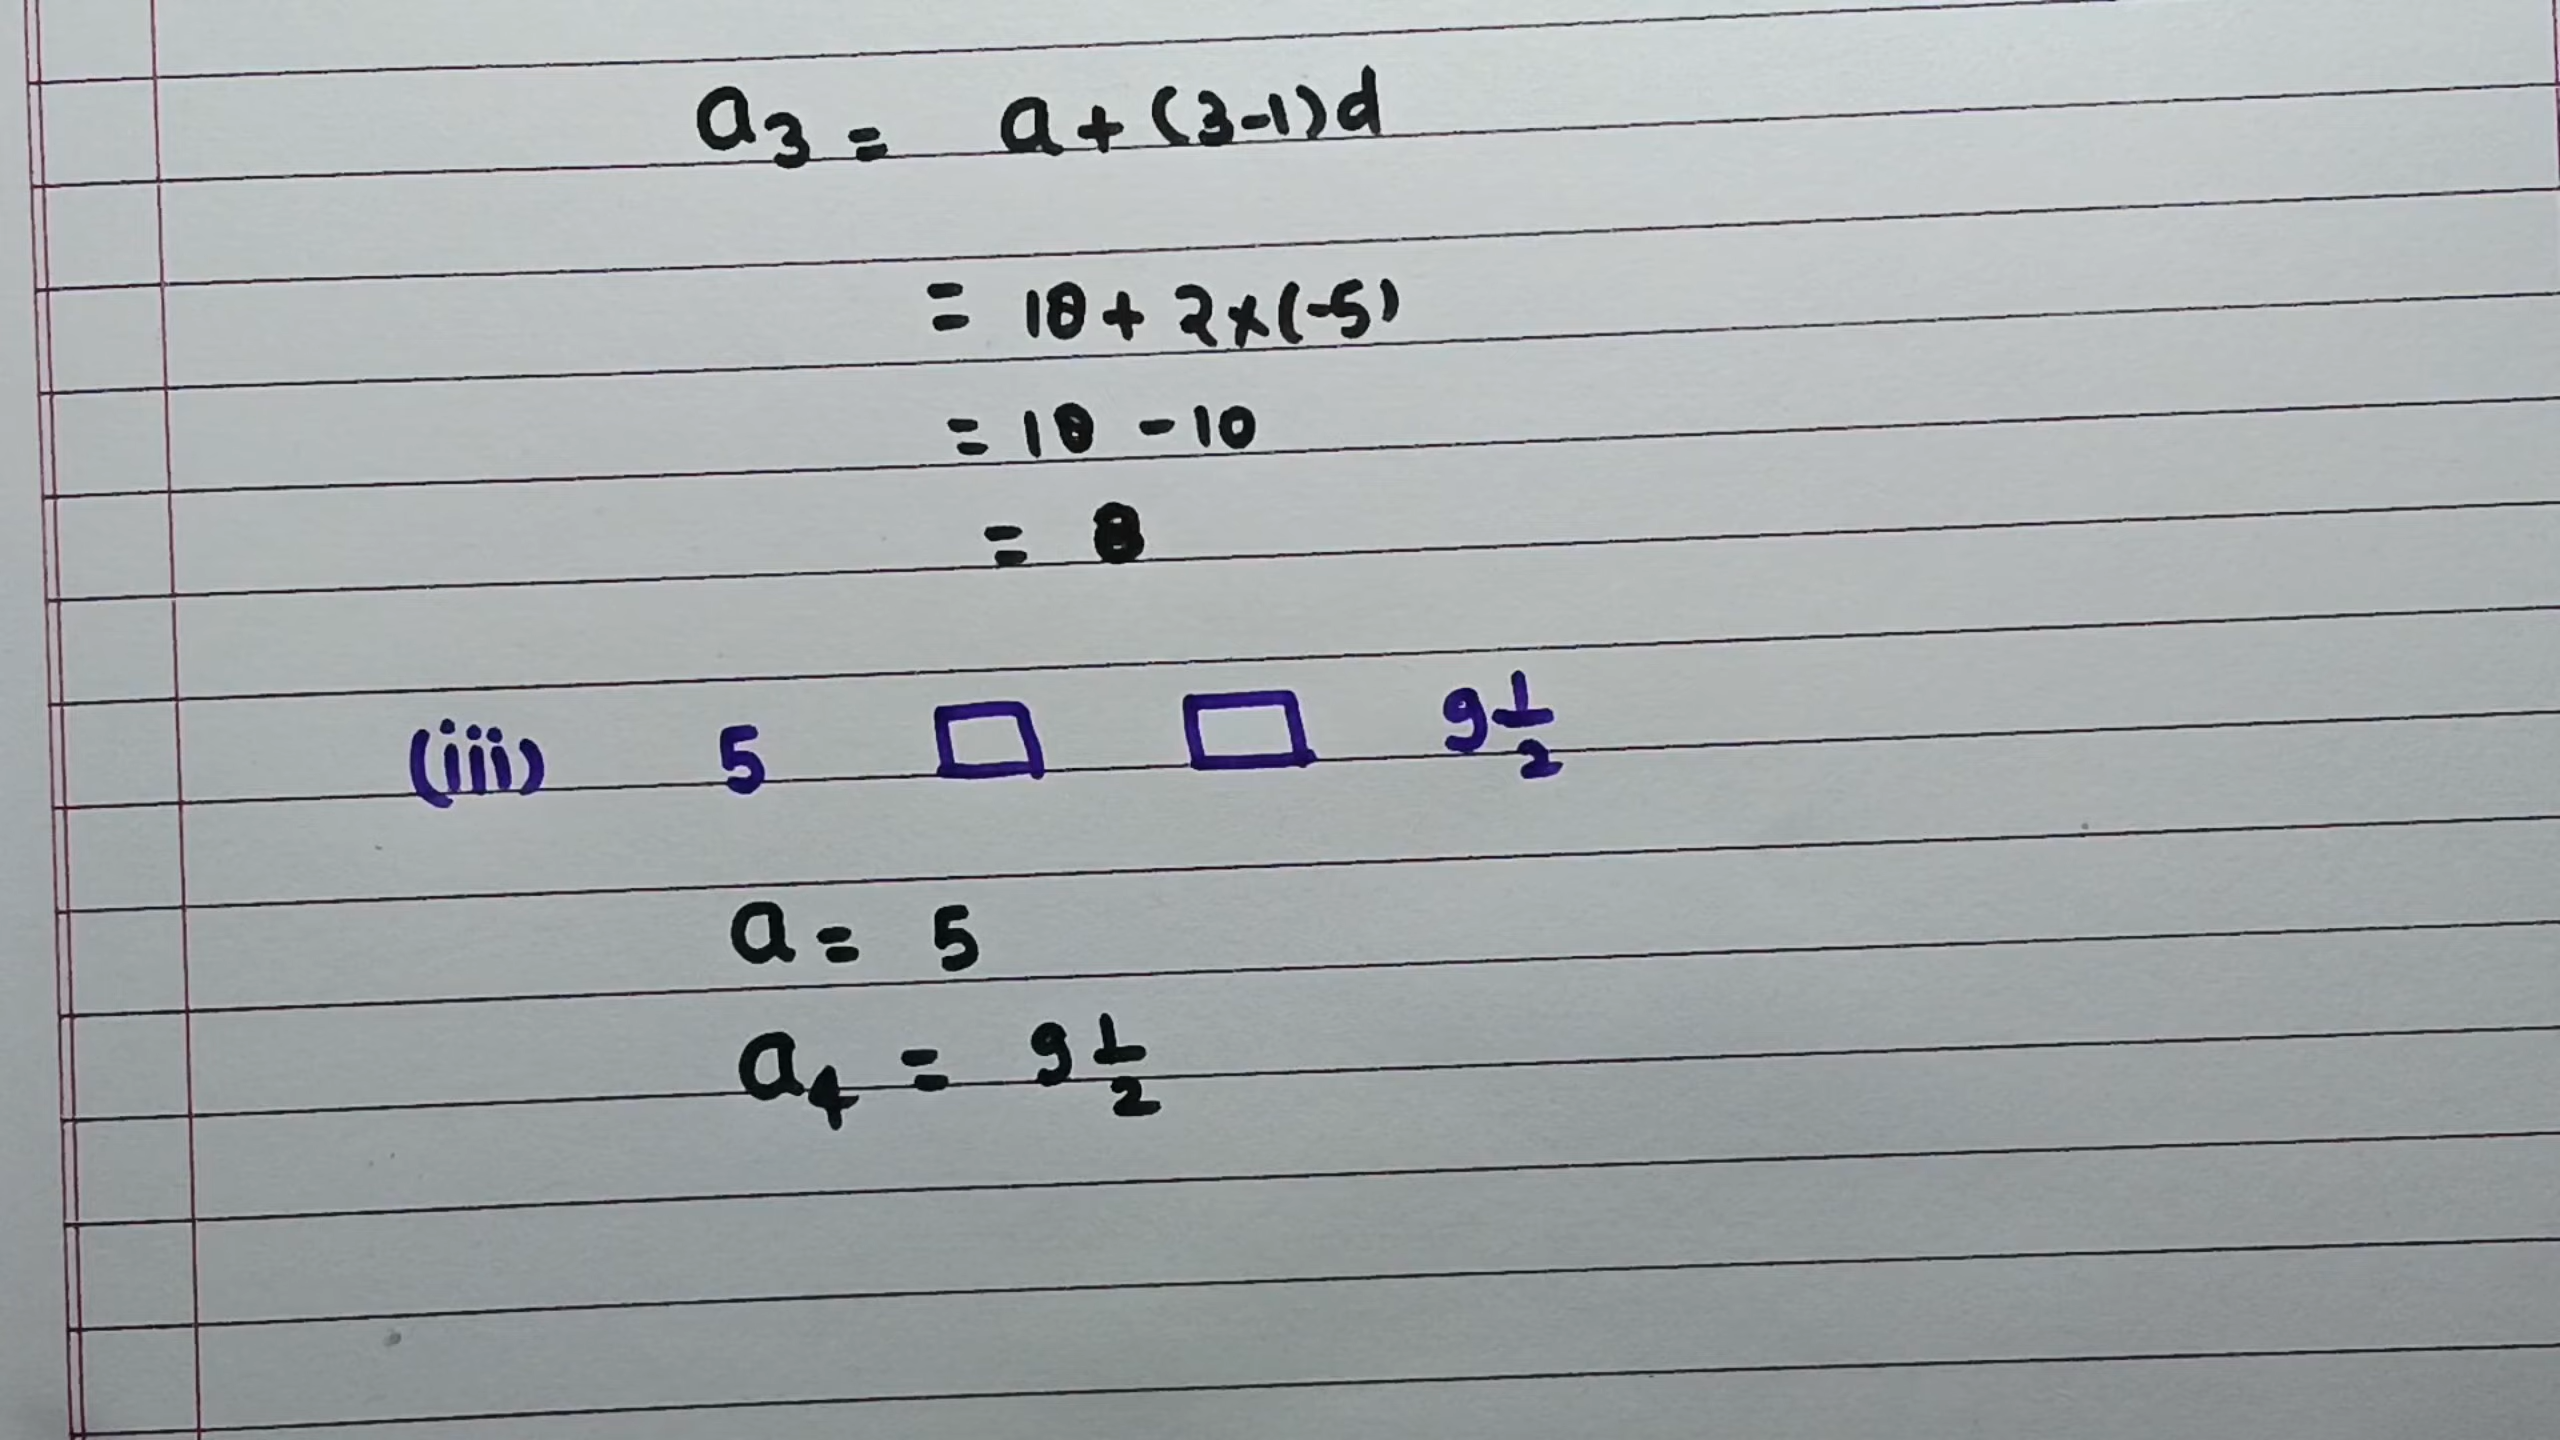 a₃ = a + (3-1)d
= 18 + 2×(-5)
= 18 - 10
= 8
(iii) 5 □ □ 9 1/2
a = 5
a₄ = 9 1/2